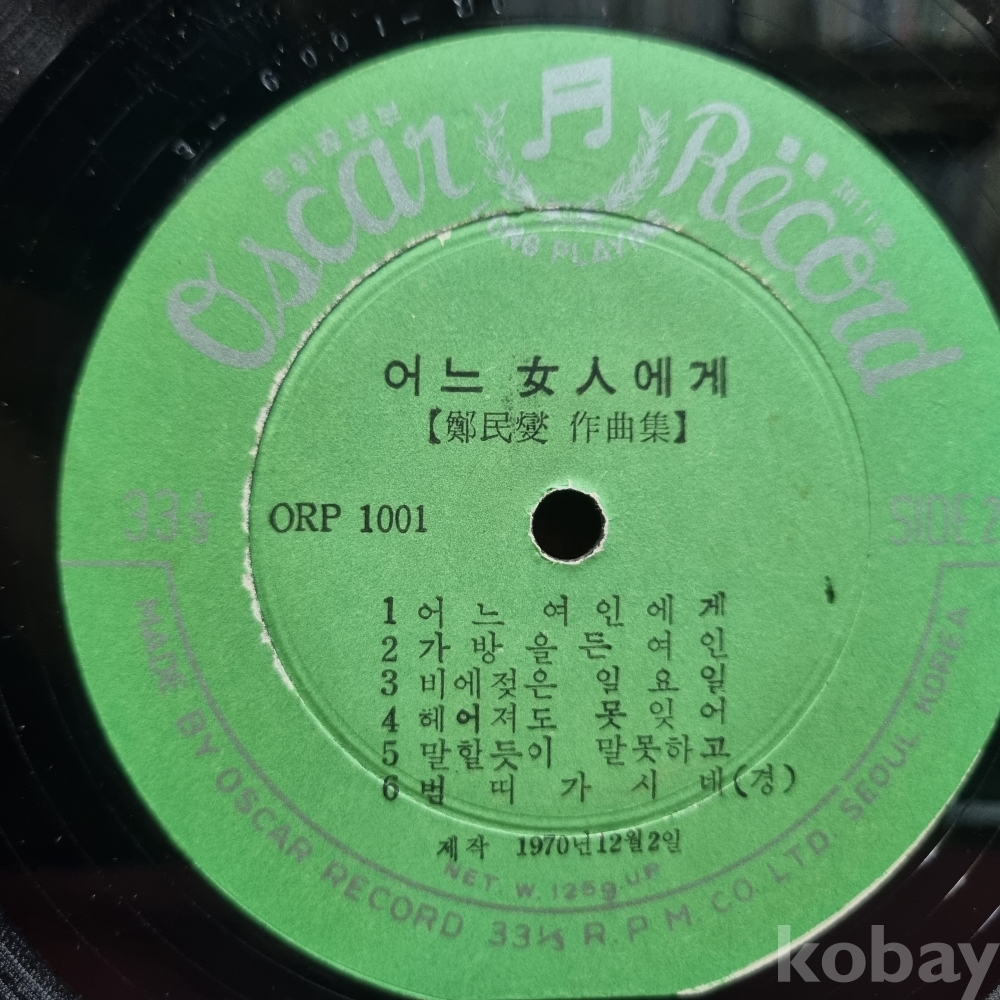 Oscar Record
LONG PLAYING
어느 女人에게
【鄭民燮 作曲集】
33⅓
ORP 1001
SIDE 2
1 어느 여인에게
2 가방을든여인
3 비에젖은 일요일
4 헤어져도 못잊어
5 말할듯이 말못하고
6 범띠가시네(경)
제작 1970년12월2일
NET. W. 125g. UP
MADE BY OSCAR RECORD 33⅓ R.P.M. CO. LTD. SEOUL KOREA
kobay